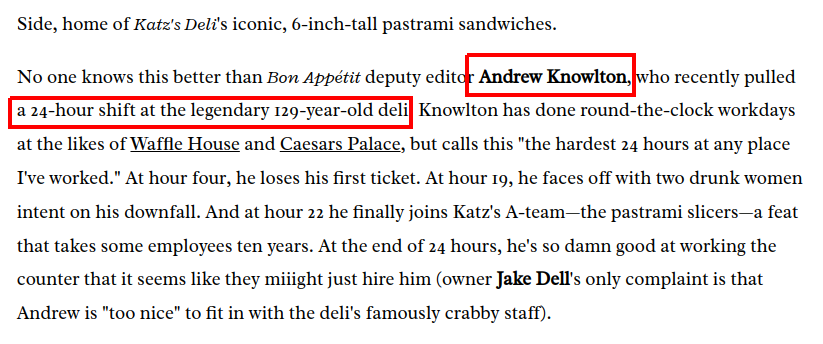 Side, home of Katz's Deli's iconic, 6-inch-tall pastrami sandwiches.
No one knows this better than Bon Appétit deputy editor Andrew Knowlton, who recently pulled
a 24-hour shift at the legendary 129-year-old deli. Knowlton has done round-the-clock workdays
at the likes of Waffle House and Caesars Palace, but calls this "the hardest 24 hours at any place
I've worked." At hour four, he loses his first ticket. At hour 19, he faces off with two drunk women
intent on his downfall. And at hour 22 he finally joins Katz's A-team—the pastrami slicers—a feat
that takes some employees ten years. At the end of 24 hours, he's so damn good at working the
counter that it seems like they miiight just hire him (owner Jake Dell's only complaint is that
Andrew is "too nice" to fit in with the deli's famously crabby staff).